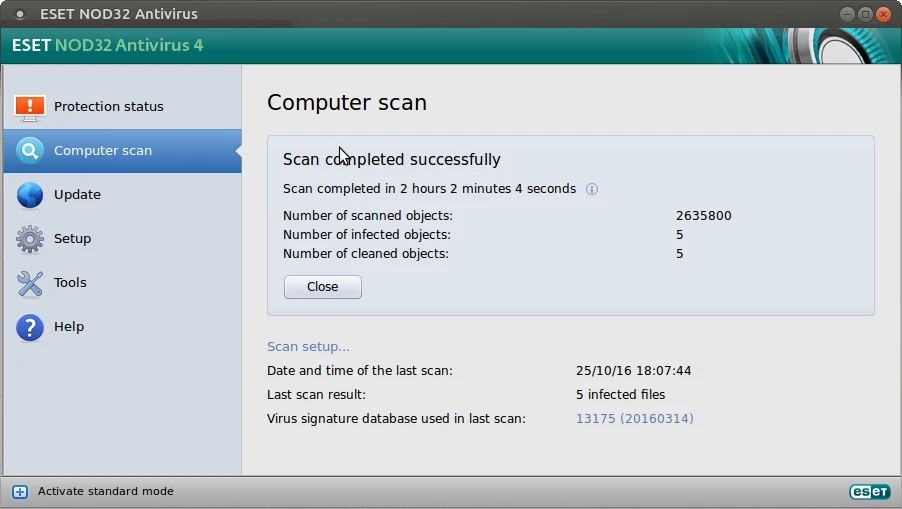 ESET NOD32 Antivirus
ESET NOD32 Antivirus 4
Protection status
Computer scan
Update
Setup
Tools
Help
Computer scan
Scan completed successfully
Scan completed in 2 hours 2 minutes 4 seconds
Number of scanned objects: 2635800
Number of infected objects: 5
Number of cleaned objects: 5
Close
Scan setup...
Date and time of the last scan: 25/10/16 18:07:44
Last scan result: 5 infected files
Virus signature database used in last scan: 13175 (20160314)
Activate standard mode
eseT